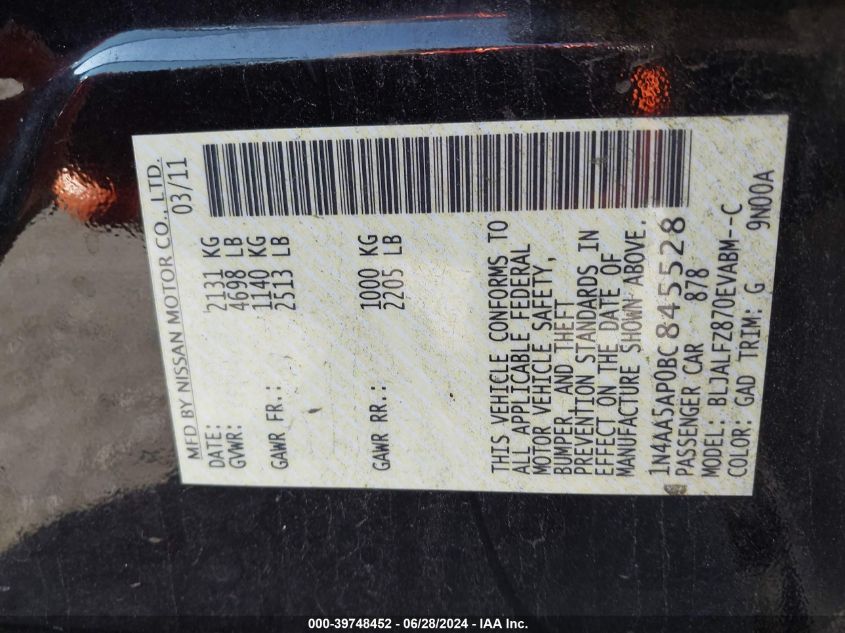 MFD BY NISSAN MOTOR CO., LTD.
DATE: 03/11
GVWR: 2131 KG
4698 LB
GAWR FR.: 1140 KG
2513 LB
GAWR RR.: 1000 KG
2205 LB
THIS VEHICLE CONFORMS TO
ALL APPLICABLE FEDERAL
MOTOR VEHICLE SAFETY,
BUMPER, AND THEFT
PREVENTION STANDARDS IN
EFFECT ON THE DATE OF
MANUFACTURE SHOWN ABOVE.
1N4AA5AP0BC845528
PASSENGER CAR 878
MODEL: BLJALFZ870EVABM--C
COLOR: GAD TRIM: G 9N00A
000-39748452 - 06/28/2024 - IAA Inc.